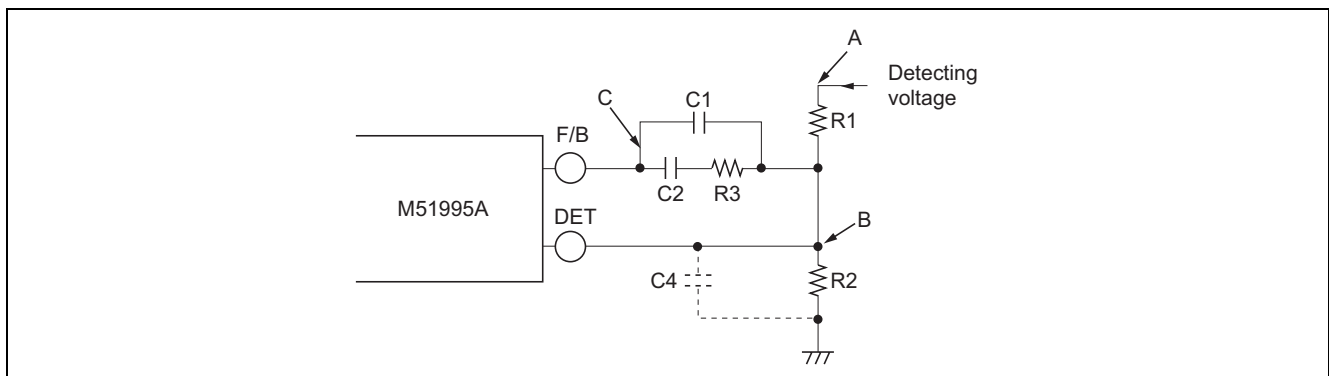 A
Detecting
voltage
C
C1
R1
F/B
C2
R3
M51995A
DET
B
C4
R2